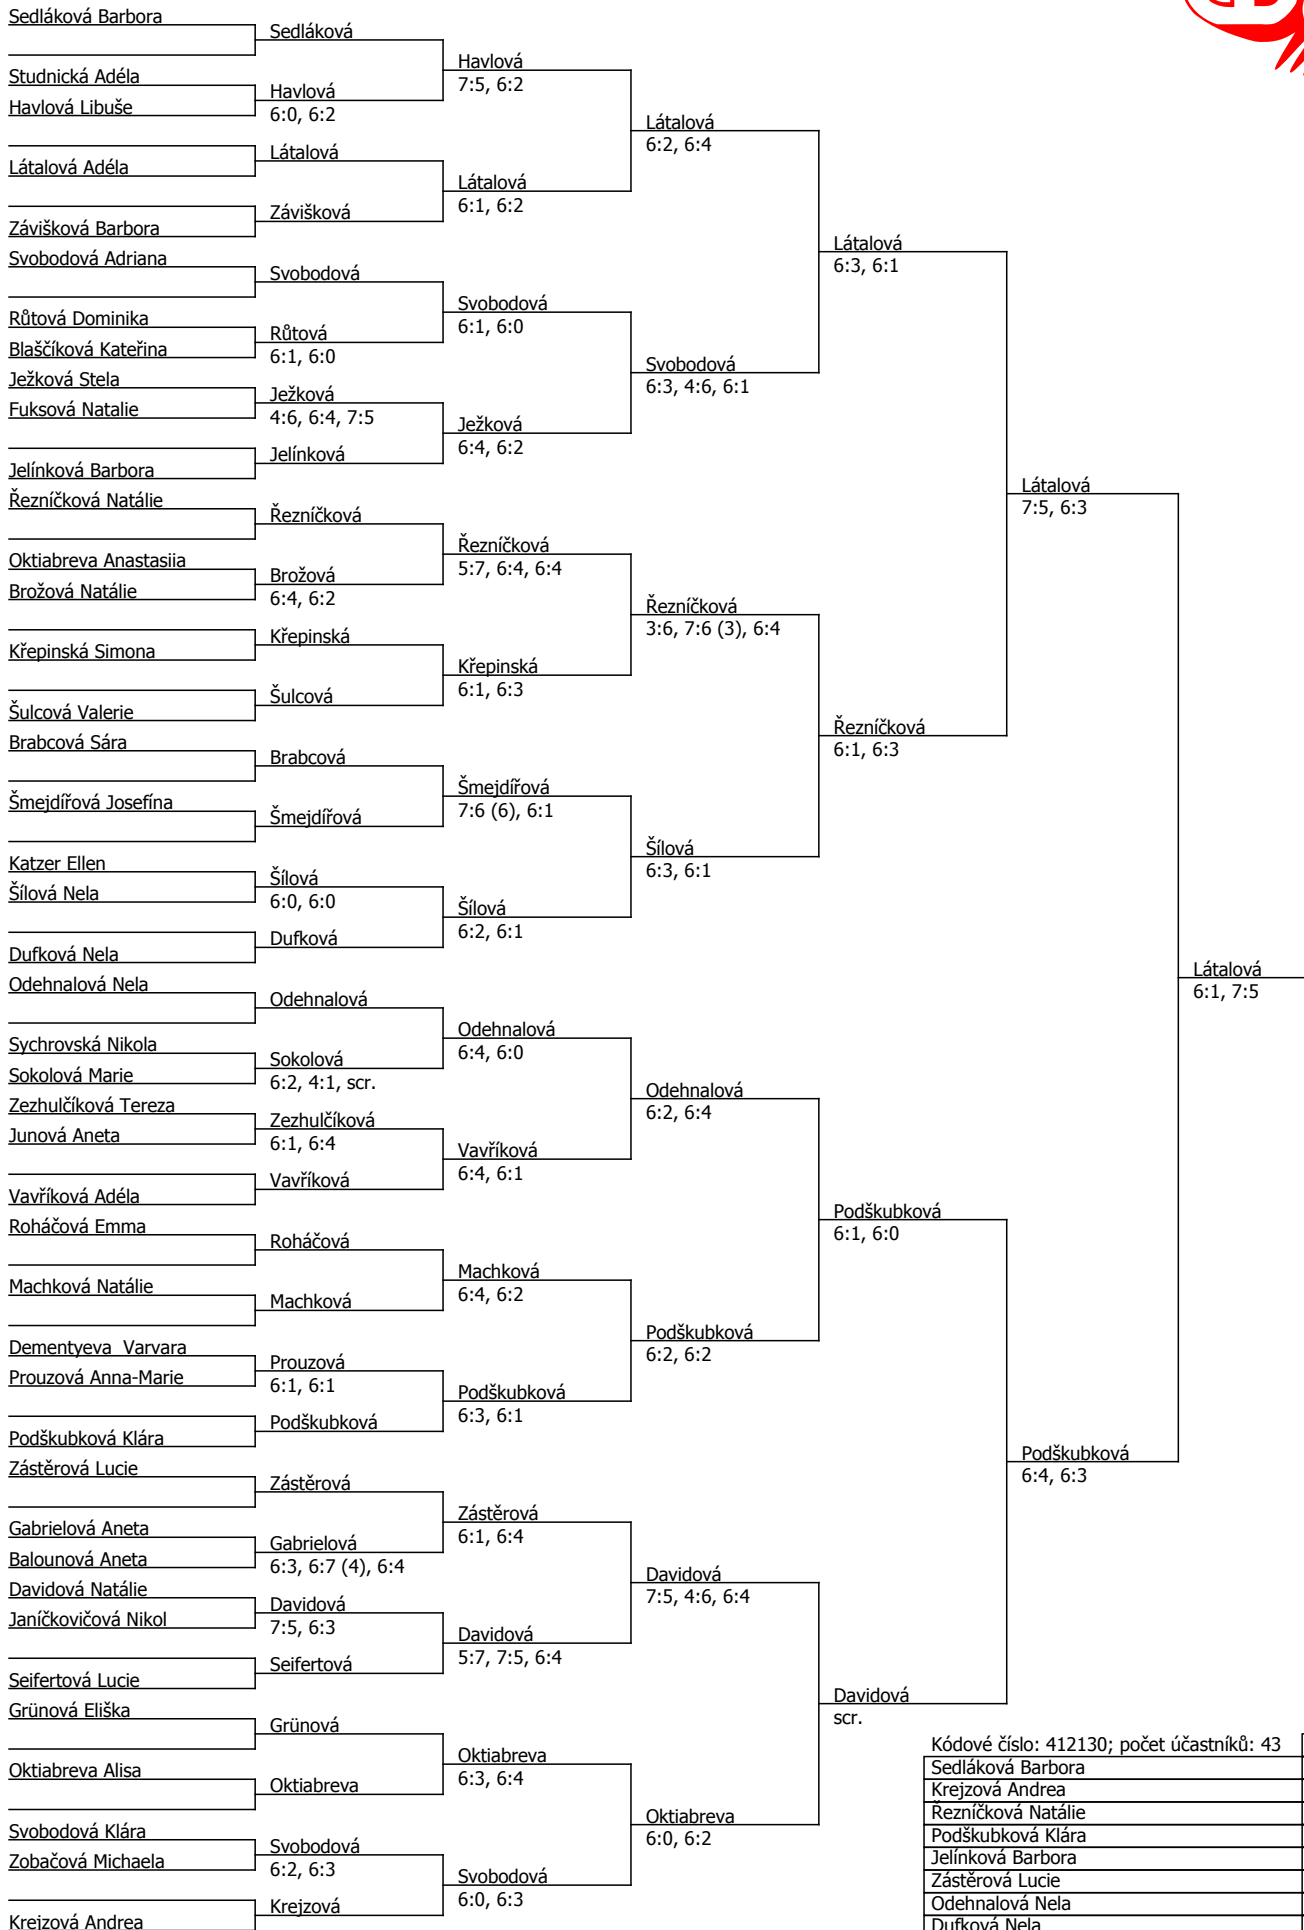 Sedláková Barbora
Studnická Adéla
Havlová Libuše
Látalová Adéla
Závišková Barbora
Svobodová Adriana
Růtová Dominika
Blaščíková Kateřina
Ježková Stela
Fuksová Natalie
Jelínková Barbora
Řezníčková Natálie
Oktiabreva Anastasiia
Brožová Natálie
Křepinská Simona
Šulcová Valerie
Brabcová Sára
Šmejdířová Josefína
Katzer Ellen
Šílová Nela
Dufková Nela
Odehnalová Nela
Sychrovská Nikola
Sokolová Marie
Zezhulčíková Tereza
Junová Aneta
Vavříková Adéla
Roháčová Emma
Machková Natálie
Dementyeva  Varvara
Prouzová Anna-Marie
Podškubková Klára
Zástěrová Lucie
Gabrielová Aneta
Balounová Aneta
Davidová Natálie
Janíčkovičová Nikol
Seifertová Lucie
Grünová Eliška
Oktiabreva Alisa
Svobodová Klára
Zobačová Michaela
Krejzová Andrea
Sedláková
Havlová
6:0, 6:2
Látalová
Závišková
Svobodová
Růtová
6:1, 6:0
Ježková
4:6, 6:4, 7:5
Jelínková
Řezníčková
Brožová
6:4, 6:2
Křepinská
Šulcová
Brabcová
Šmejdířová
Šílová
6:0, 6:0
Dufková
Odehnalová
Sokolová
6:2, 4:1, scr.
Zezhulčíková
6:1, 6:4
Vavříková
Roháčová
Machková
Prouzová
6:1, 6:1
Podškubková
Zástěrová
Gabrielová
6:3, 6:7 (4), 6:4
Davidová
7:5, 6:3
Seifertová
Grünová
Oktiabreva
Svobodová
6:2, 6:3
Krejzová
Havlová
7:5, 6:2
Látalová
6:1, 6:2
Svobodová
6:1, 6:0
Ježková
6:4, 6:2
Řezníčková
5:7, 6:4, 6:4
Křepinská
6:1, 6:3
Šmejdířová
7:6 (6), 6:1
Šílová
6:2, 6:1
Odehnalová
6:4, 6:0
Vavříková
6:4, 6:1
Machková
6:4, 6:2
Podškubková
6:3, 6:1
Zástěrová
6:1, 6:4
Davidová
5:7, 7:5, 6:4
Oktiabreva
6:3, 6:4
Svobodová
6:0, 6:3
Látalová
6:2, 6:4
Svobodová
6:3, 4:6, 6:1
Řezníčková
3:6, 7:6 (3), 6:4
Šílová
6:3, 6:1
Odehnalová
6:2, 6:4
Podškubková
6:2, 6:2
Davidová
7:5, 4:6, 6:4
Oktiabreva
6:0, 6:2
Látalová
6:3, 6:1
Řezníčková
6:1, 6:3
Podškubková
6:1, 6:0
Davidová
scr.
Látalová
7:5, 6:3
Podškubková
6:4, 6:3
Látalová
6:1, 7:5
Kódové číslo: 412130; počet účastníků: 43
Sedláková Barbora
Krejzová Andrea
Řezníčková Natálie
Podškubková Klára
Jelínková Barbora
Zástěrová Lucie
Odehnalová Nela
Dufková Nela